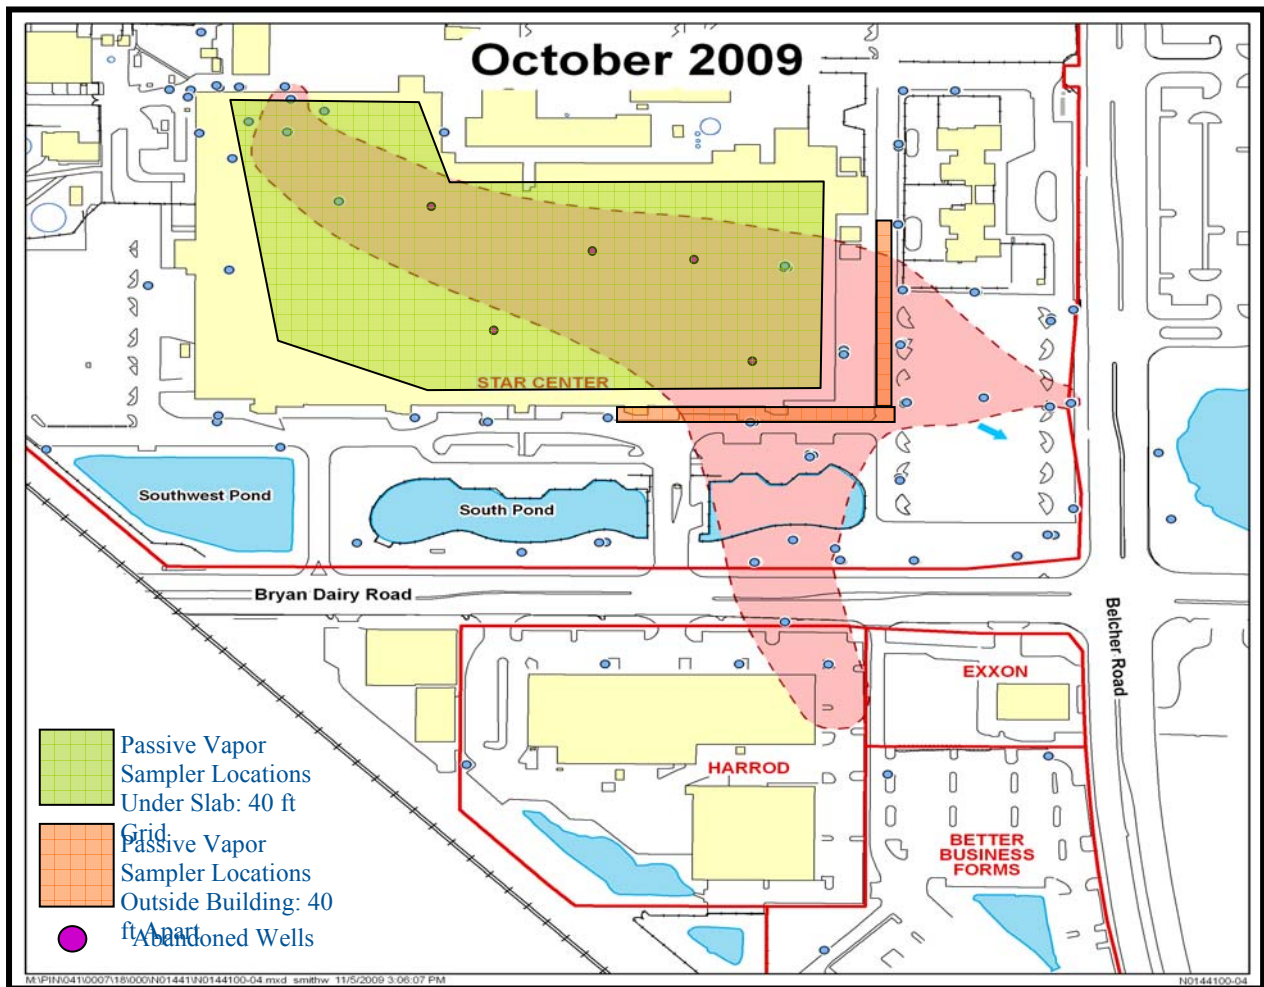 October 2009
STAR CENTER
Southwest Pond
South Pond
Bryan Dairy Road
Belcher Road
EXXON
HARROD
BETTER
BUSINESS
FORMS
Passive Vapor
Sampler Locations
Under Slab: 40 ft
Grid
Passive Vapor
Sampler Locations
Outside Building: 40
ft Apart
Abandoned Wells
M:\PIN\041\0007\18\000\N01441\N0144100-04.mxd smithw 11/5/2009 3:06:07 PM
N0144100-04